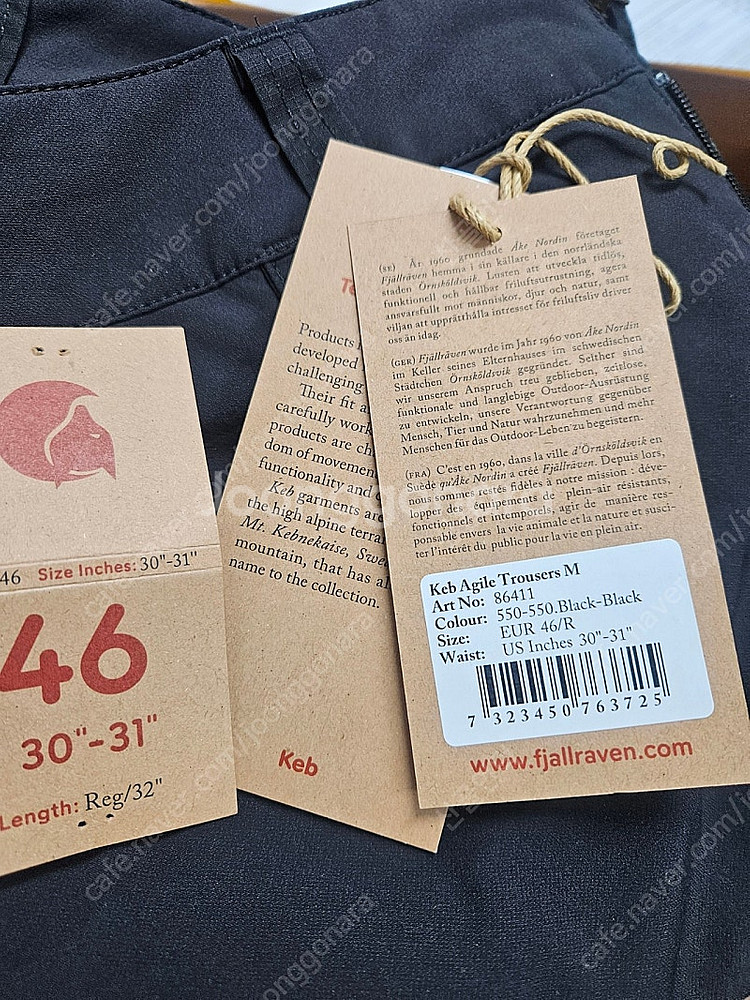 46 Size Inches: 30"-31"
46
30"-31"
Length: Reg/32"
Products
developed
challenging
Their fit a
carefully work
products are ch
dom of movemen
functionality and
Keb garments are
the high alpine terra
Mt. Kebnekaise, Swe
mountain, that has al
name to the collection.
Keb
(SE) År 1960 grundade Åke Nordin företaget
Fjällräven hemma i sin källare i den norrländska
staden Örnsköldsvik. Lusten att utveckla tidlös,
funktionell och hållbar friluftsutrustning, agera
ansvarsfullt mot människor, djur och natur, samt
viljan att upprätthålla intresset för friluftsliv driver
oss än idag.
(GER) Fjällräven wurde im Jahr 1960 von Åke Nordin
im Keller seines Elternhauses im schwedischen
Städtchen Örnsköldsvik gegründet. Seither sind
wir unserem Anspruch treu geblieben, zeitlose,
funktionale und langlebige Outdoor-Ausrüstung
zu entwickeln, unsere Verantwortung gegenüber
Mensch, Tier und Natur wahrzunehmen und mehr
Menschen für das Outdoor-Leben zu begeistern.
(FRA) C'est en 1960, dans la ville d'Örnsköldsvik en
Suède qu'Åke Nordin a créé Fjällräven. Depuis lors,
nous sommes restés fidèles à notre mission : déve-
lopper des équipements de plein-air résistants,
fonctionnels et intemporels, agir de manière res-
ponsable envers la vie animale et la nature et susci-
ter l'intérêt du public pour la vie en plein air.
Keb Agile Trousers M
Art No: 86411
Colour: 550-550.Black-Black
Size: EUR 46/R
Waist: US Inches 30"-31"
7 323450 763725
www.fjallraven.com
cafe.naver.com/joonggonara